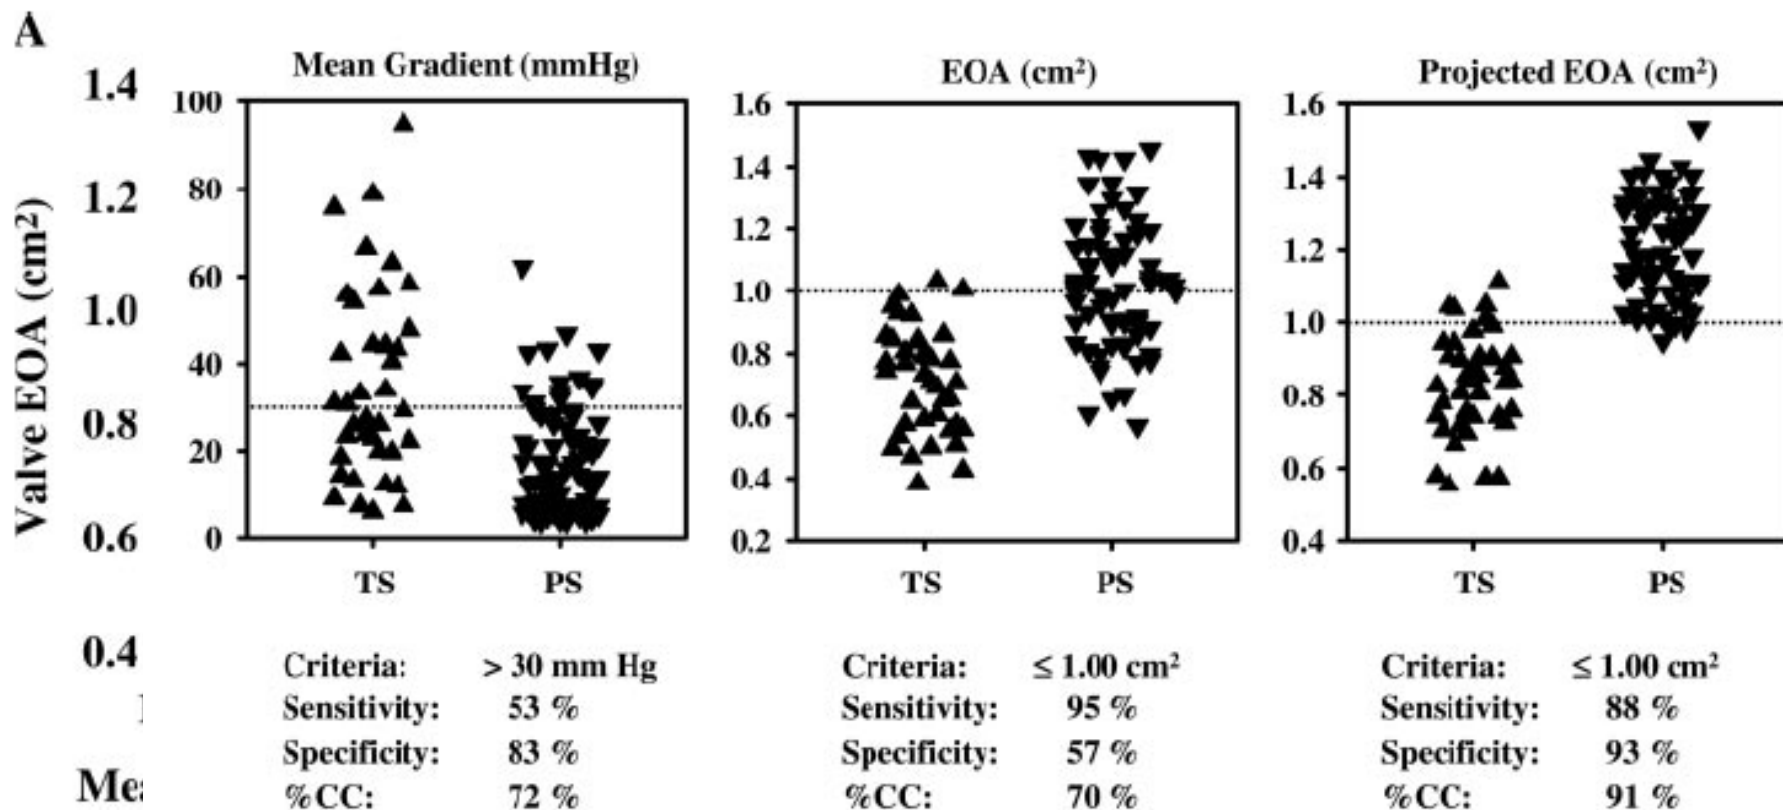 A
Valve EOA (cm²)
1.4
1.2
1.0
0.8
0.6
0.4
Mean Gradient (mmHg)
100
80
60
40
20
0
TS PS
Criteria: > 30 mm Hg
Sensitivity: 53 %
Specificity: 83 %
%CC: 72 %
EOA (cm²)
1.6
1.4
1.2
1.0
0.8
0.6
0.4
0.2
TS PS
Criteria: ≤ 1.00 cm²
Sensitivity: 95 %
Specificity: 57 %
%CC: 70 %
Projected EOA (cm²)
1.6
1.4
1.2
1.0
0.8
0.6
0.4
TS PS
Criteria: ≤ 1.00 cm²
Sensitivity: 88 %
Specificity: 93 %
%CC: 91 %